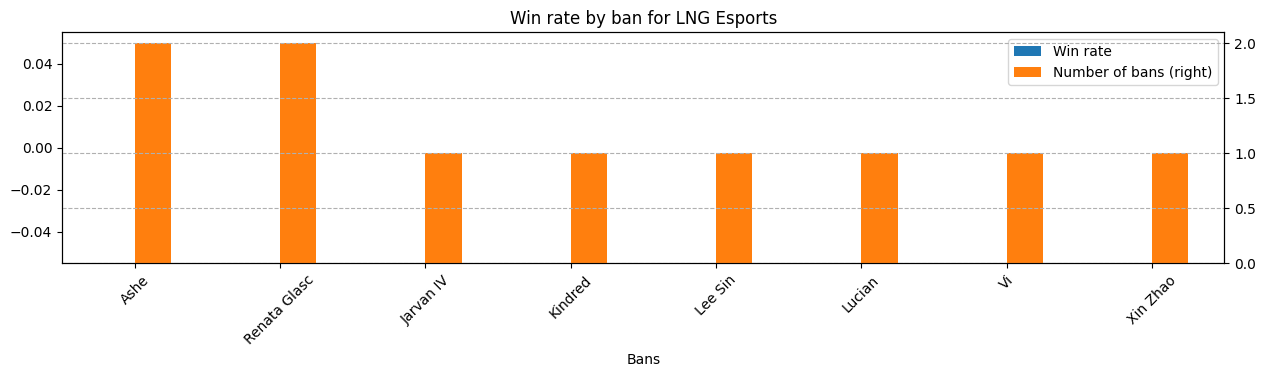 Win rate by ban for LNG Esports
Win rate
Number of bans (right)
0.04
0.02
0.00
−0.02
−0.04
2.0
1.5
1.0
0.5
0.0
Ashe
Renata Glasc
Jarvan IV
Kindred
Lee Sin
Lucian
Vi
Xin Zhao
Bans